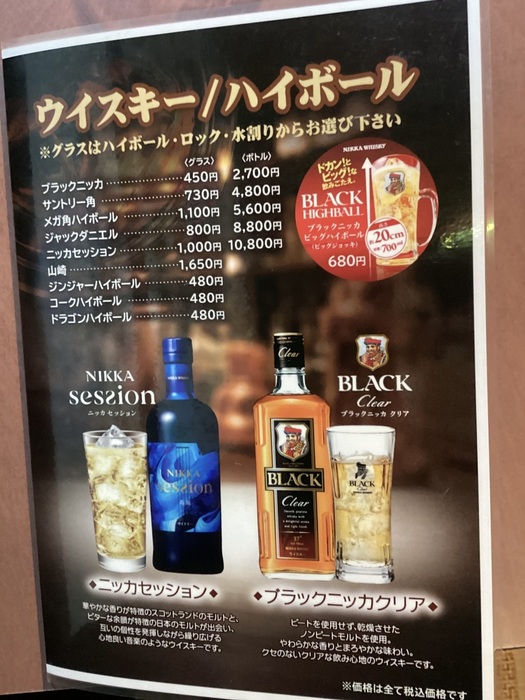 ウイスキー/ハイボール
※グラスはハイボール・ロック・水割りからお選び下さい
〈グラス〉 〈ボトル〉
ブラックニッカ……………450円 2,700円
サントリー角……………730円 4,800円
メガ角ハイボール………1,100円 5,600円
ジャックダニエル………800円 8,800円
ニッカセッション………1,000円 10,800円
山崎……………………1,650円
ジンジャーハイボール………480円
コークハイボール…………480円
ドラゴンハイボール………480円
NIKKA WHISKY
ドカン!と
ビッグ!な
飲みごたえ。
BLACK
HIGHBALL
ブラックニッカ
ビッグハイボール
(ビッグジョッキ)
680円
約20cm
700ml
NIKKA
session
ニッカ セッション
NIKKA
session
BLACK
Clear
ブラックニッカ クリア
Clear
BLACK
Clear
BLACK
Clear
◆ニッカセッション◆
華やかな香りが特徴のスコットランドのモルトと、
ビターな余韻が特徴の日本のモルトが出会い、
互いの個性を発揮しながら繰り広げる
心地良い音楽のようなウイスキーです。
◆ブラックニッカクリア◆
ピートを使用せず、乾燥させた
ノンピートモルトを使用。
やわらかな香りとまろやかな味わい。
クセのないクリアな飲み心地のウィスキーです。
※価格は全て税込価格です